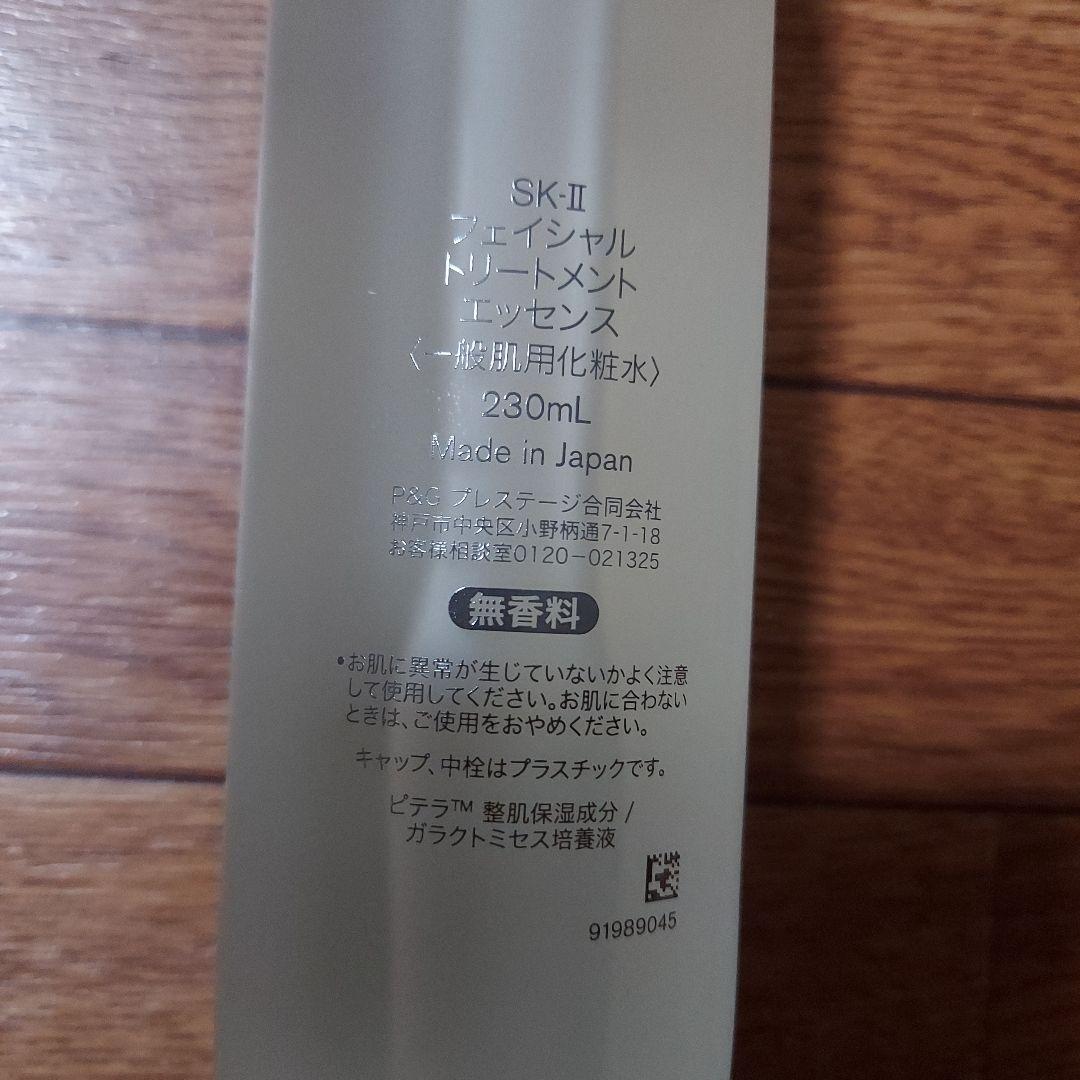 SK-II
フェイシャル
トリートメント
エッセンス
〈一般肌用化粧水〉
230mL
Made in Japan
P&G プレステージ合同会社
神戸市中央区小野柄通7-1-18
お客様相談室0120-021325
無香料
•お肌に異常が生じていないかよく注意
して使用してください。お肌に合わない
ときは、ご使用をおやめください。
キャップ、中栓はプラスチックです。
ピテラ™ 整肌保湿成分/
ガラクトミセス培養液
91989045